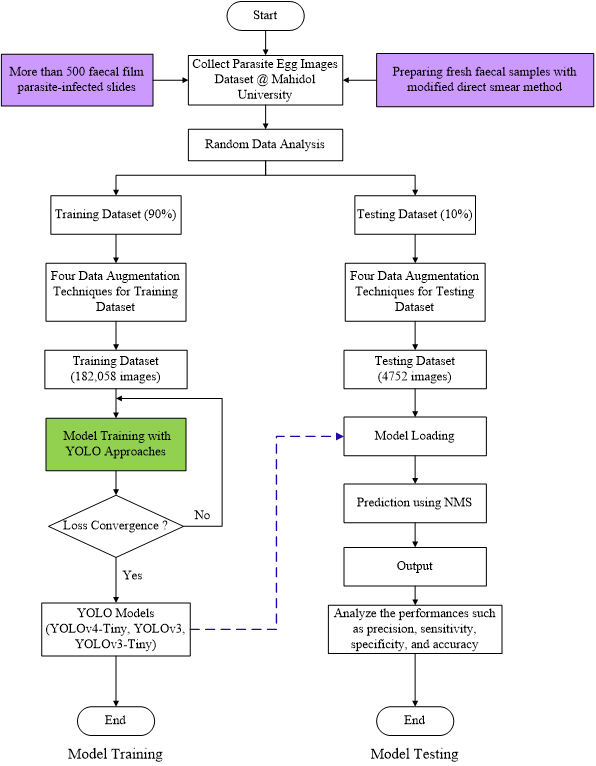 Start
More than 500 faecal film
parasite-infected slides
Collect Parasite Egg Images
Dataset @ Mahidol
University
Preparing fresh faecal samples with
modified direct smear method
Random Data Analysis
Training Dataset (90%)
Testing Dataset (10%)
Four Data Augmentation
Techniques for Training
Dataset
Four Data Augmentation
Techniques for Testing
Dataset
Training Dataset
(182,058 images)
Testing Dataset
(4752 images)
Model Training with
YOLO Approaches
Model Loading
Loss Convergence ?
No
Yes
Prediction using NMS
Output
YOLO Models
(YOLOv4-Tiny, YOLOv3,
YOLOv3-Tiny)
Analyze the performances such
as precision, sensitivity,
specificity, and accuracy
End
End
Model Training
Model Testing